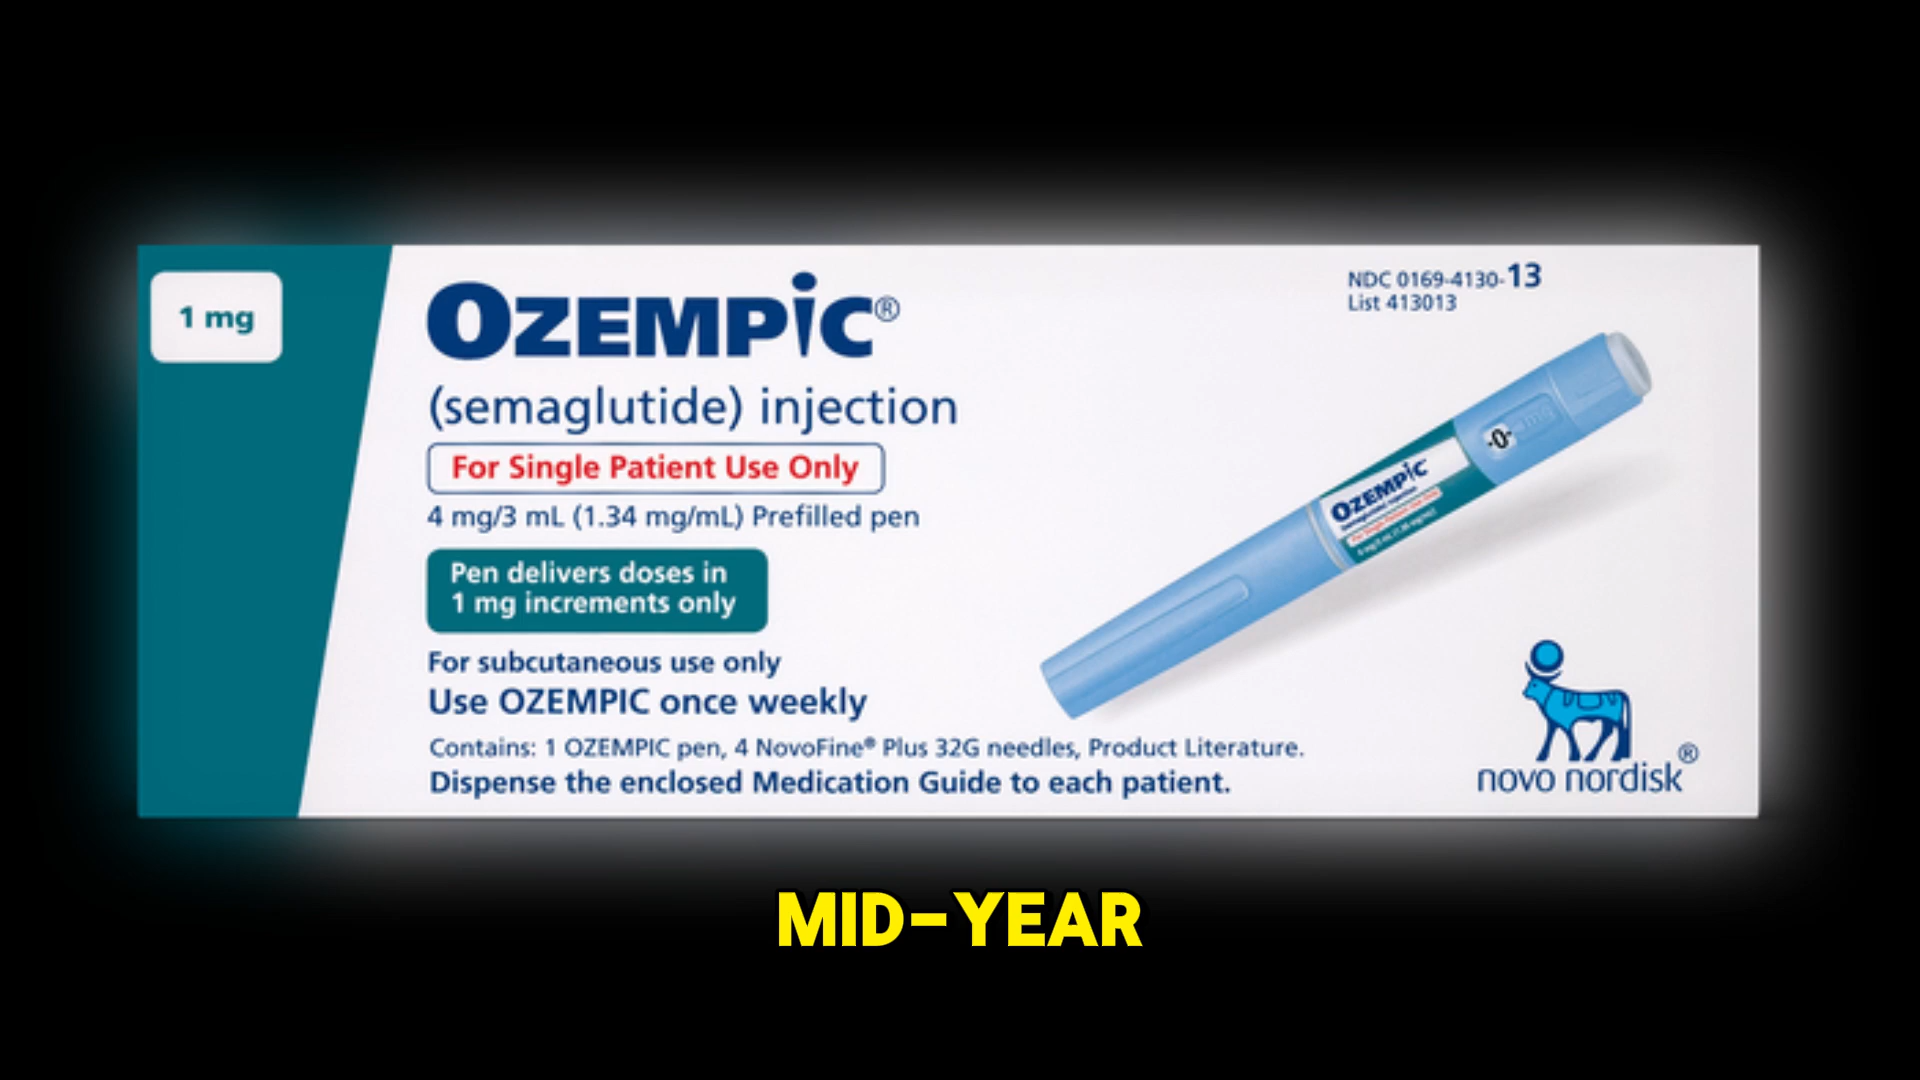 1 mg
OZEMPIC®
(semaglutide) injection
For Single Patient Use Only
4 mg/3 mL (1.34 mg/mL) Prefilled pen
Pen delivers doses in
1 mg increments only
For subcutaneous use only
Use OZEMPIC once weekly
Contains: 1 OZEMPIC pen, 4 NovoFine® Plus 32G needles, Product Literature.
Dispense the enclosed Medication Guide to each patient.
NDC 0169-4130-13
List 413013
-0-
OZEMPIC
novo nordisk®
MID-YEAR